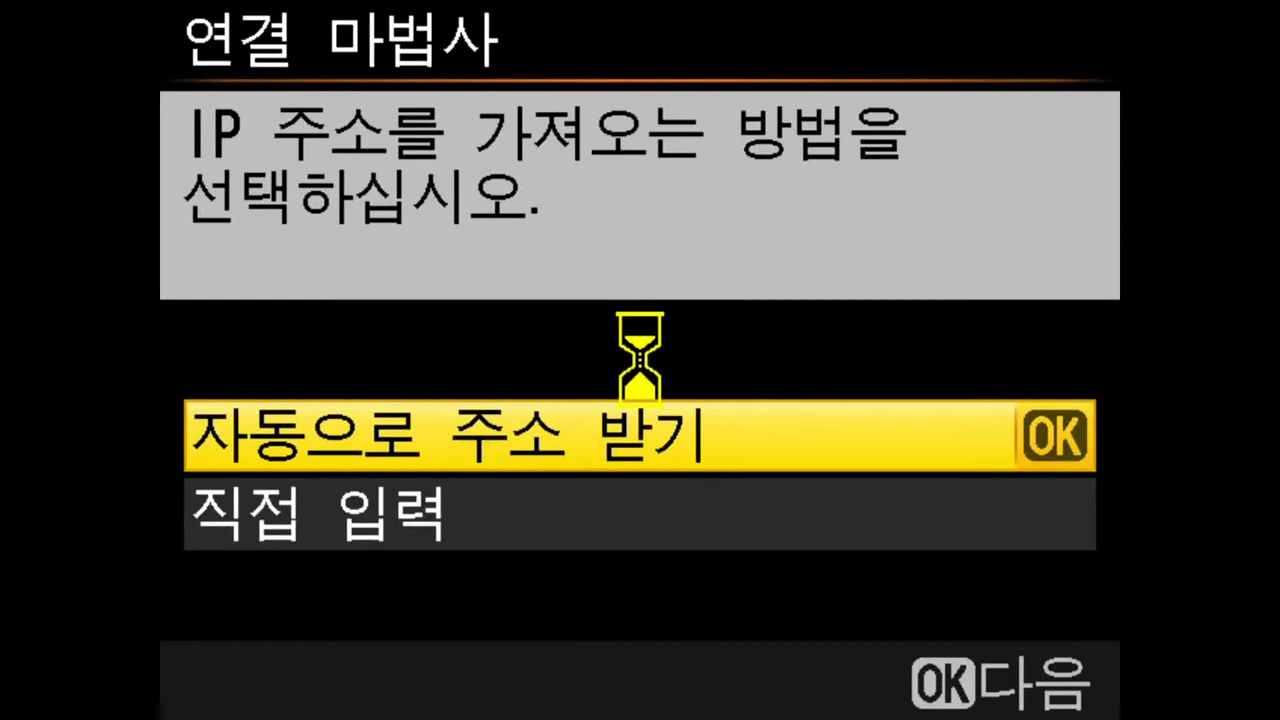 연결 마법사
IP 주소를 가져오는 방법을
선택하십시오.
자동으로 주소 받기 OK
직접 입력
OK다음